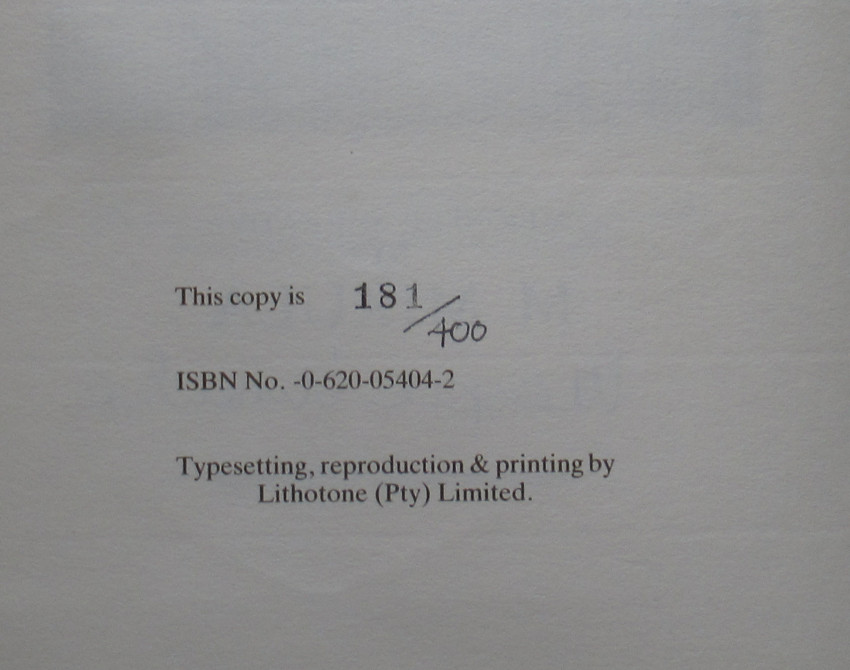 This copy is 181/400
ISBN No. -0-620-05404-2
Typesetting, reproduction & printing by
Lithotone (Pty) Limited.